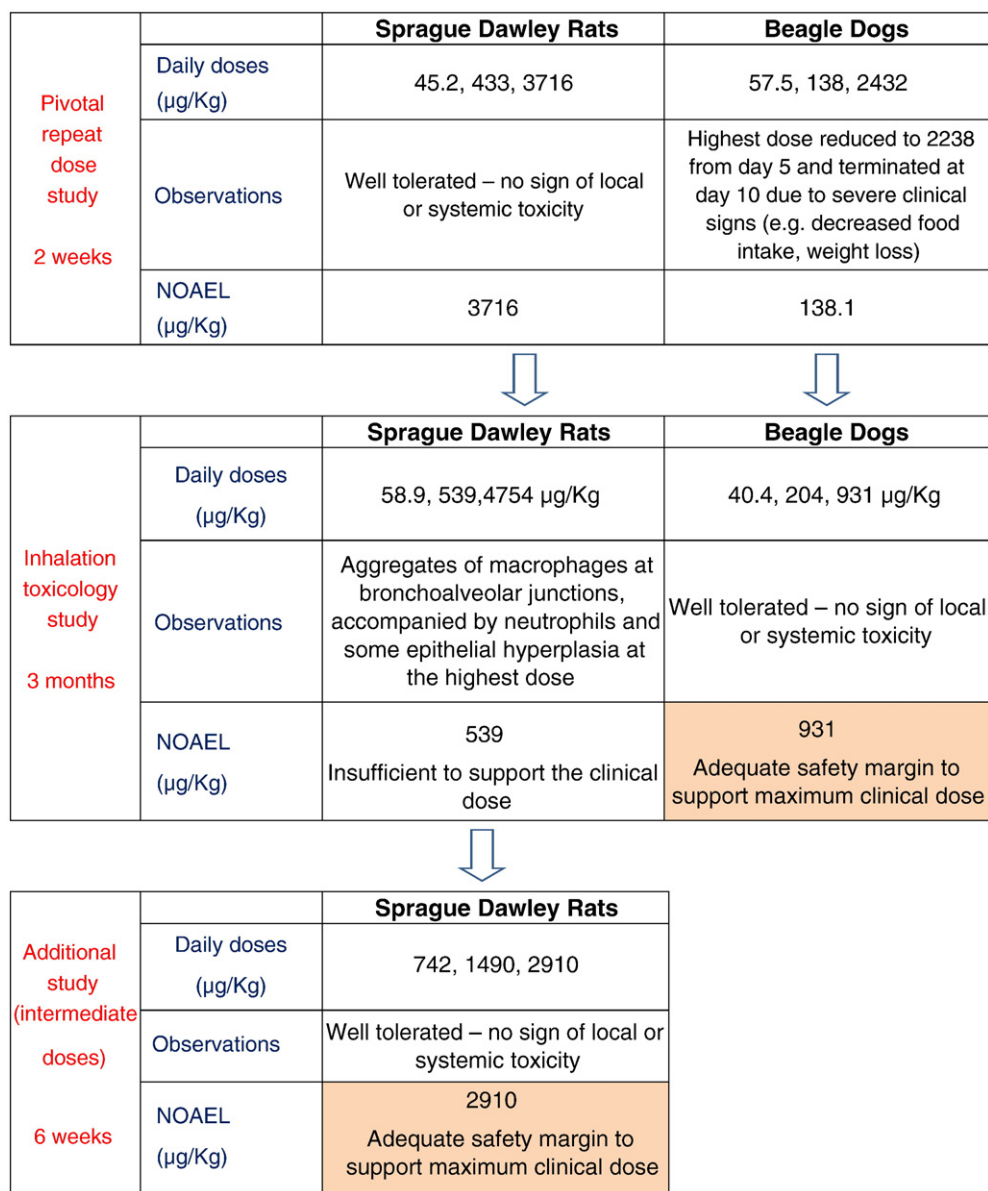 Sprague Dawley Rats
Beagle Dogs
Pivotal
repeat
dose
study
2 weeks
Daily doses
(µg/Kg)
45.2, 433, 3716
57.5, 138, 2432
Observations
Well tolerated – no sign of local
or systemic toxicity
Highest dose reduced to 2238
from day 5 and terminated at
day 10 due to severe clinical
signs (e.g. decreased food
intake, weight loss)
NOAEL
(µg/Kg)
3716
138.1
Sprague Dawley Rats
Beagle Dogs
Inhalation
toxicology
study
3 months
Daily doses
(µg/Kg)
58.9, 539,4754 µg/Kg
40.4, 204, 931 µg/Kg
Observations
Aggregates of macrophages at
bronchoalveolar junctions,
accompanied by neutrophils and
some epithelial hyperplasia at
the highest dose
Well tolerated – no sign of local
or systemic toxicity
NOAEL
(µg/Kg)
539
Insufficient to support the clinical
dose
931
Adequate safety margin to
support maximum clinical dose
Sprague Dawley Rats
Additional
study
(intermediate
doses)
6 weeks
Daily doses
(µg/Kg)
742, 1490, 2910
Observations
Well tolerated – no sign of local or
systemic toxicity
NOAEL
(µg/Kg)
2910
Adequate safety margin to
support maximum clinical dose